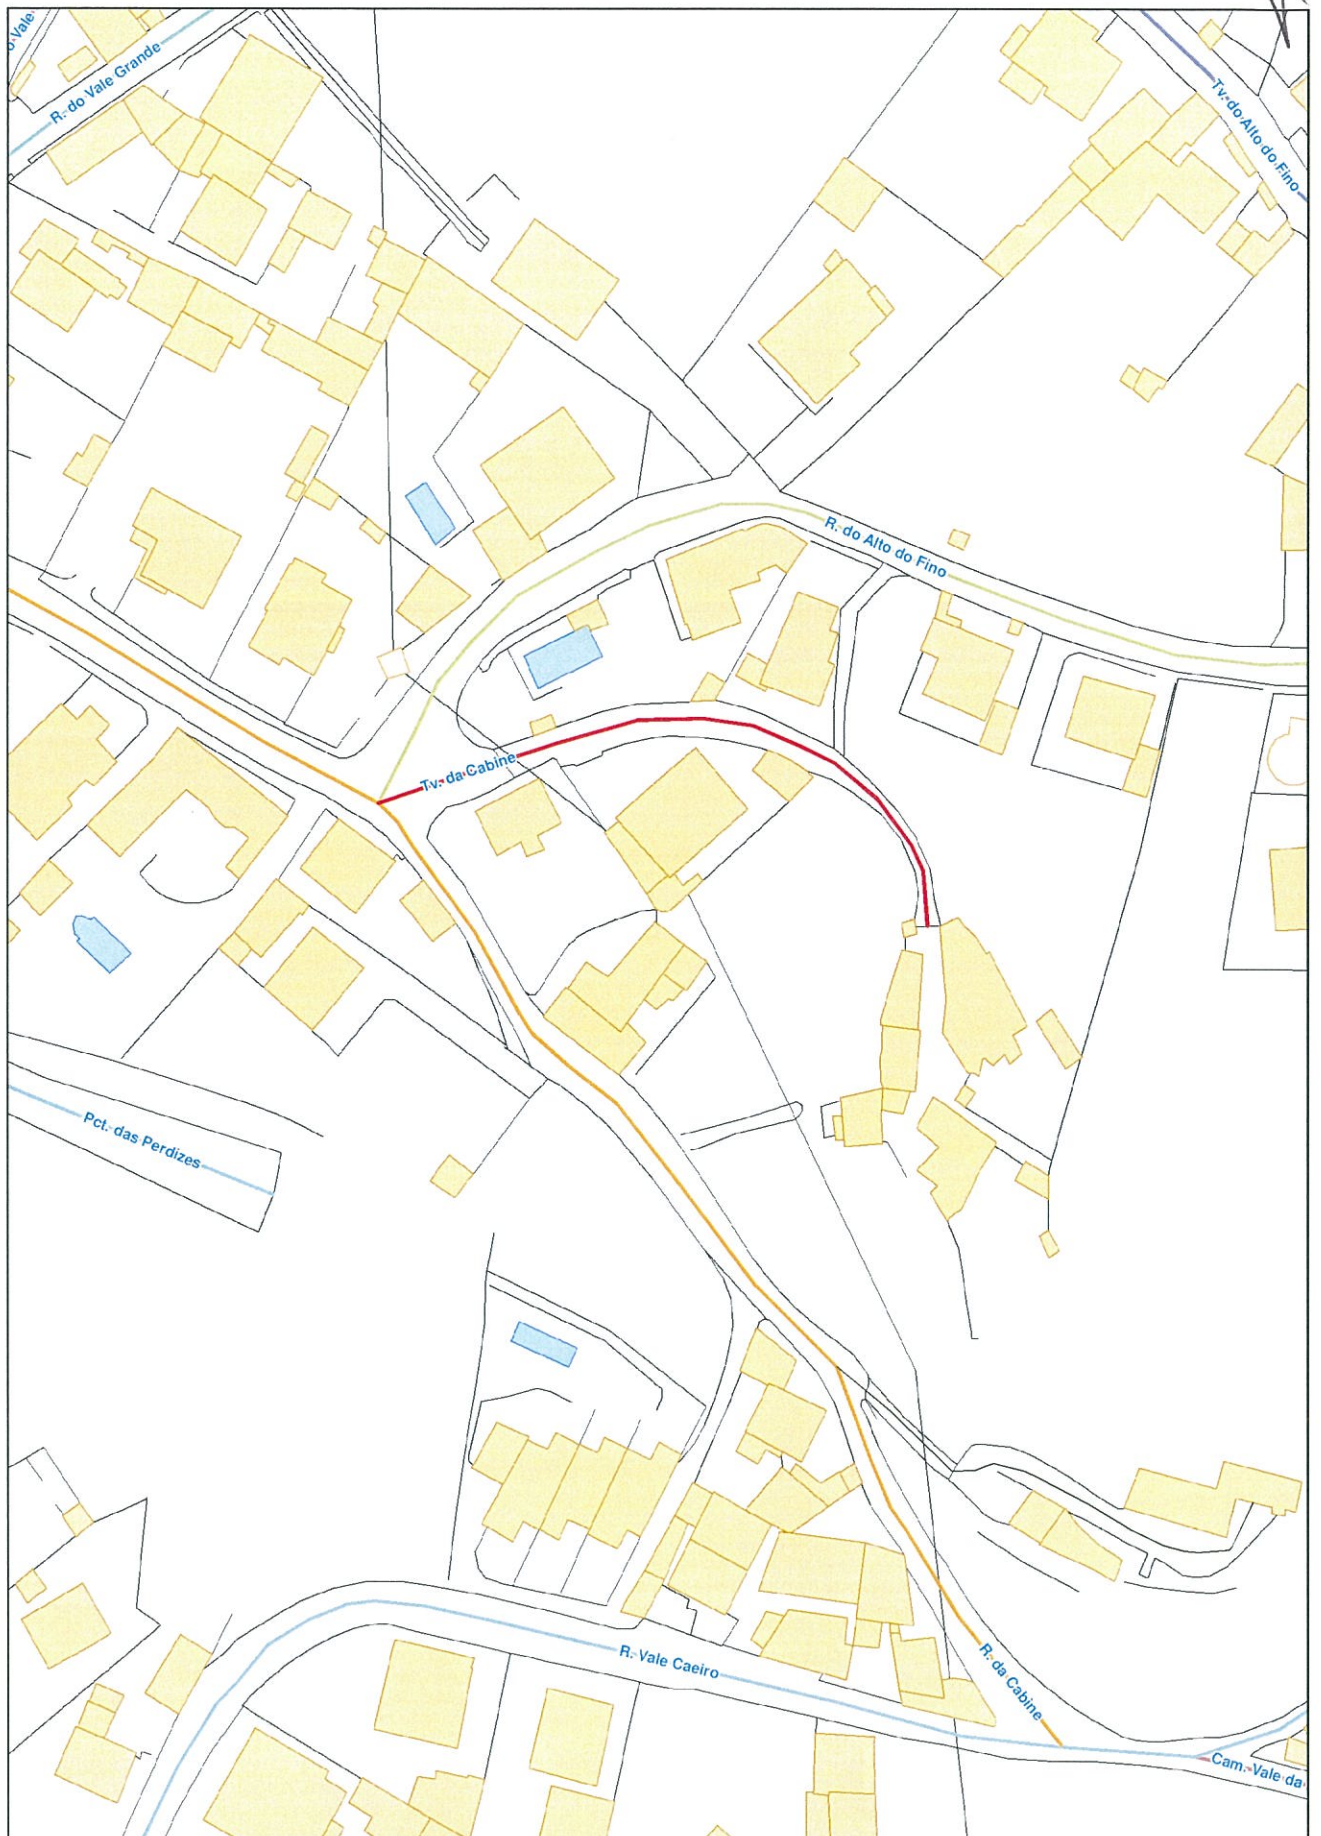 o Vale
R. do Vale Grande
Tv. do Alto do Fino
R. do Alto do Fino
Tv. da Cabine
Pct. das Perdizes
R. Vale Caeiro
R. da Cabine
Cam. Vale da